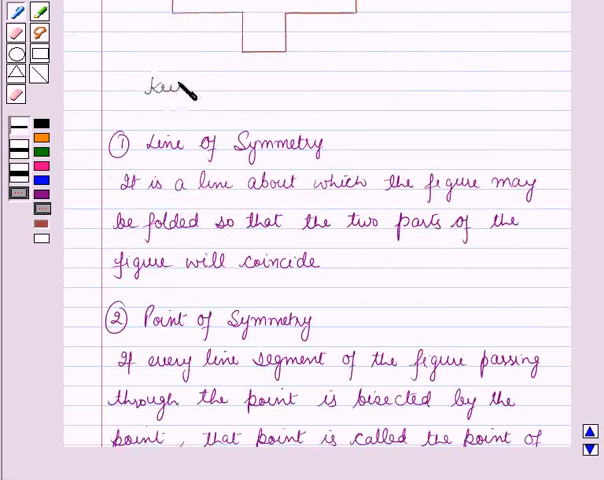 ① Line of Symmetry
It is a line about which the figure may
be folded so that the two parts of the
figure will coincide
② Point of Symmetry
If every line segment of the figure passing
through the point is bisected by the
point, that point is called the point of